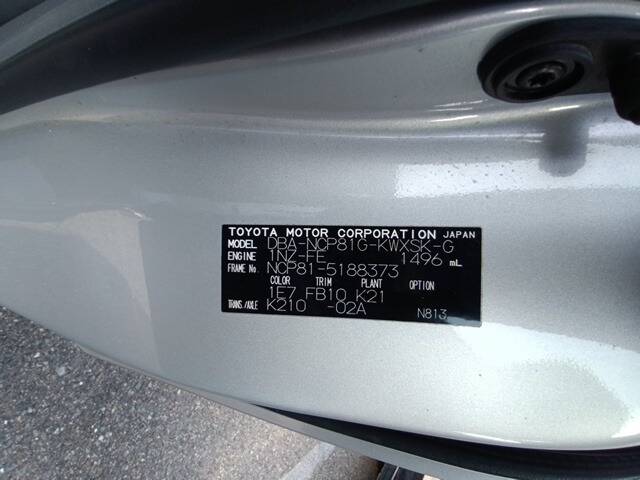 TOYOTA MOTOR CORPORATION JAPAN
MODEL DBA-NCP81G-KWXSK-G
ENGINE 1NZ-FE 1496 mL
FRAME No. NCP81-5188373
COLOR TRIM PLANT OPTION
1E7 FB10 K21
TRANS./AXLE K210 -02A N813